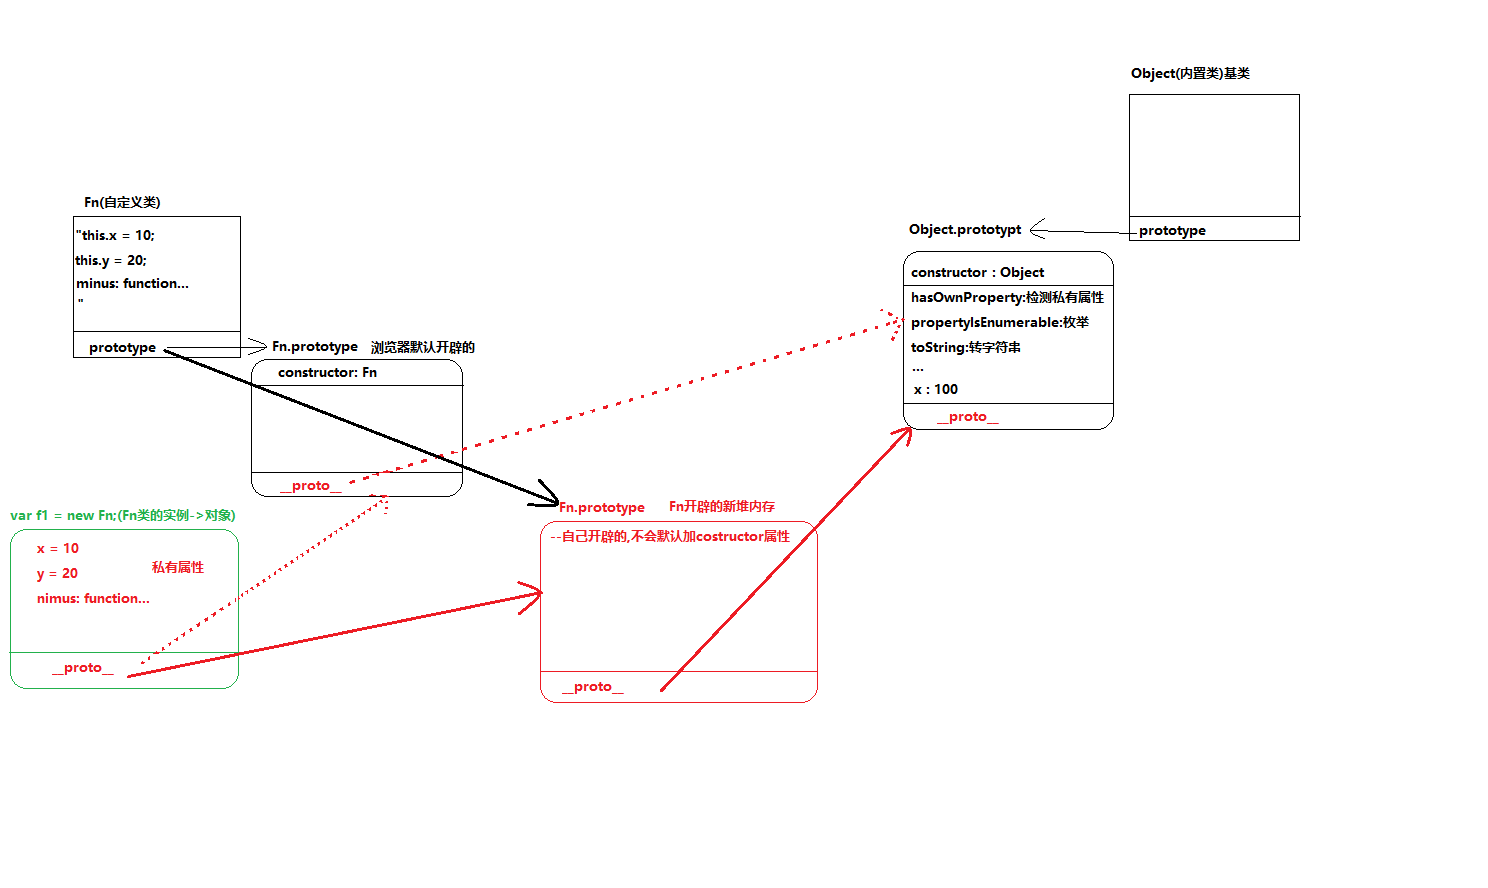 Object(内置类)基类
prototype
Object.prototypt
constructor : Object
hasOwnProperty:检测私有属性
propertyIsEnumerable:枚举
toString:转字符串
...
x : 100
__proto__
Fn(自定义类)
"this.x = 10;
this.y = 20;
minus: function...
"
prototype
Fn.prototype 浏览器默认开辟的
constructor: Fn
__proto__
Fn.prototype Fn开辟的新堆内存
--自己开辟的,不会默认加costructor属性
__proto__
var f1 = new Fn;(Fn类的实例->对象)
x = 10
y = 20 私有属性
nimus: function...
__proto__